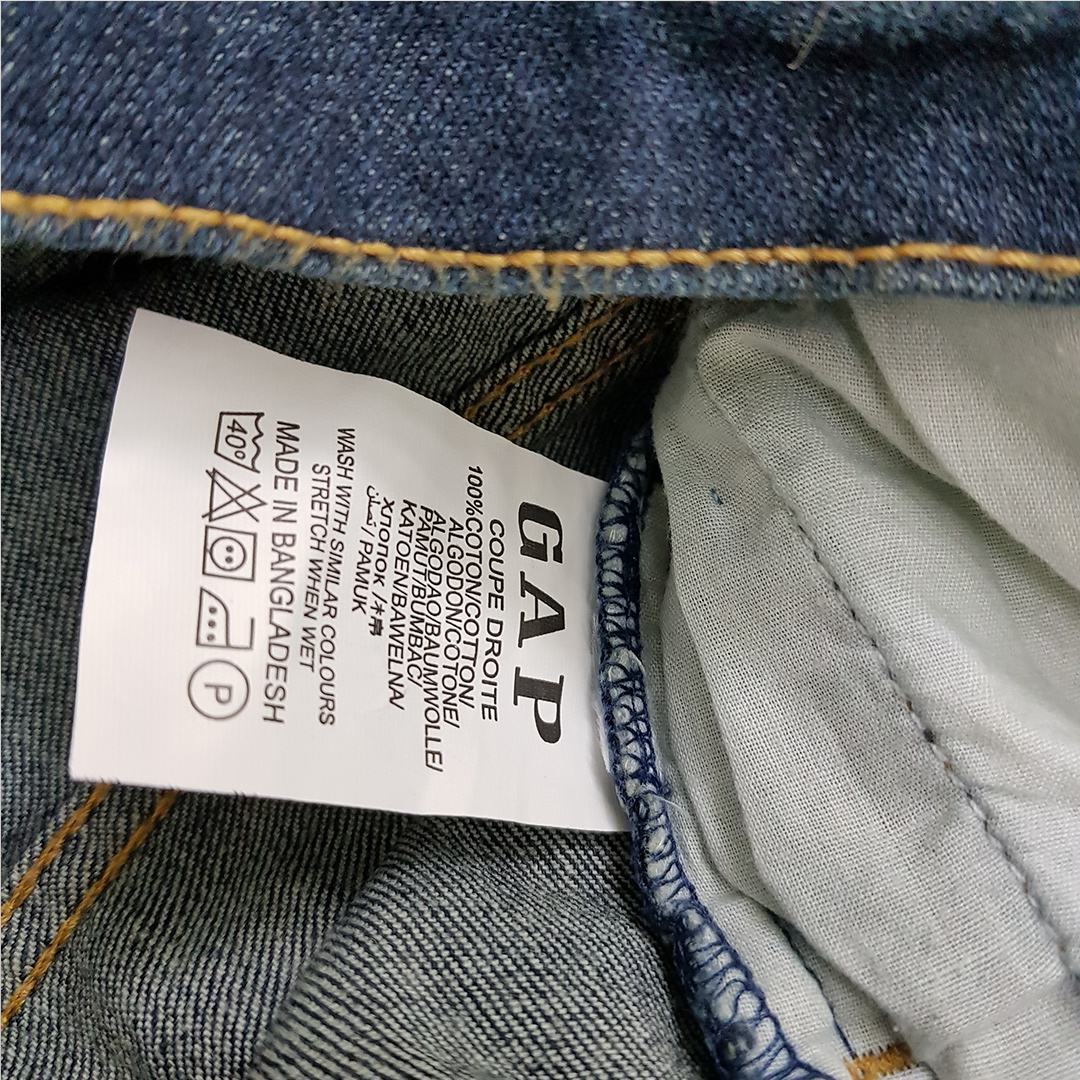 GAP
COUPE DROITE
100%COTON/COTTON/
ALGODON/COTONE/
ALGODAO/BAUMWOLLE/
PAMUT/BUMBAC/
KATOEN/BAWELNA/
ХЛОПОК /木棉
/ PAMUK
WASH WITH SIMILAR COLOURS
STRETCH WHEN WET
MADE IN BANGLADESH
40°
P